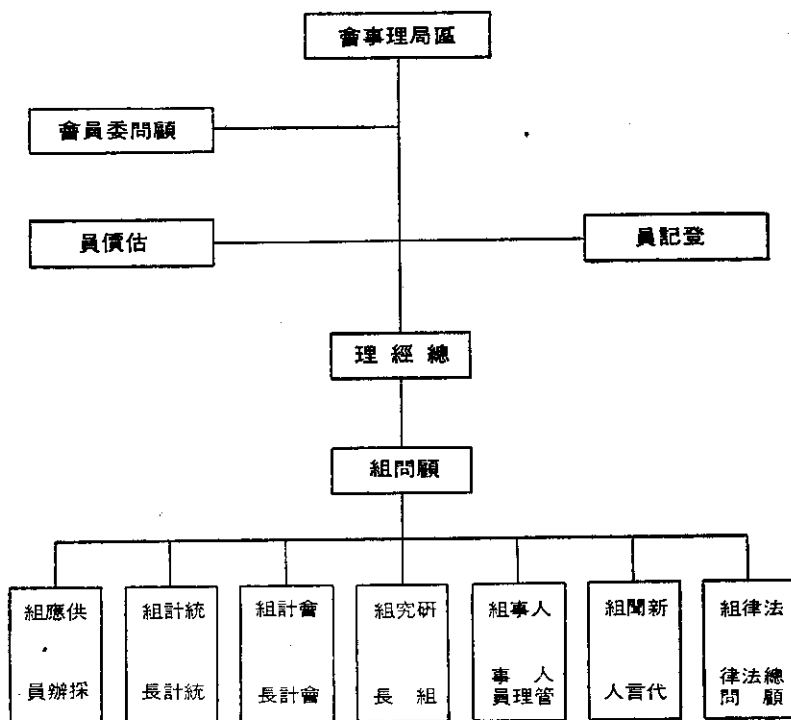 區局理事會
顧問委員會
登記員
估價員
總經理
顧問組
法律組
總法律
顧問
新聞組
代言人
人事組
人事
管理員
研究組
組長
會計組
會計長
統計組
統計長
供應組
採辦員